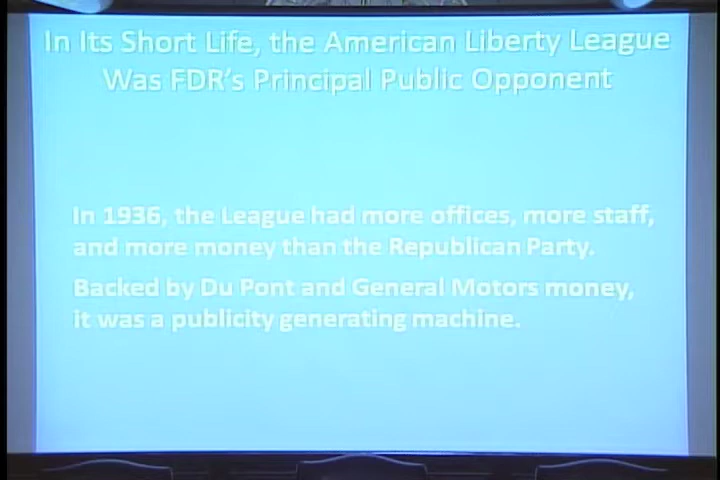 In Its Short Life, the American Liberty League
Was FDR's Principal Public Opponent
In 1936, the League had more offices, more staff,
and more money than the Republican Party.
Backed by Du Pont and General Motors money,
it was a publicity generating machine.